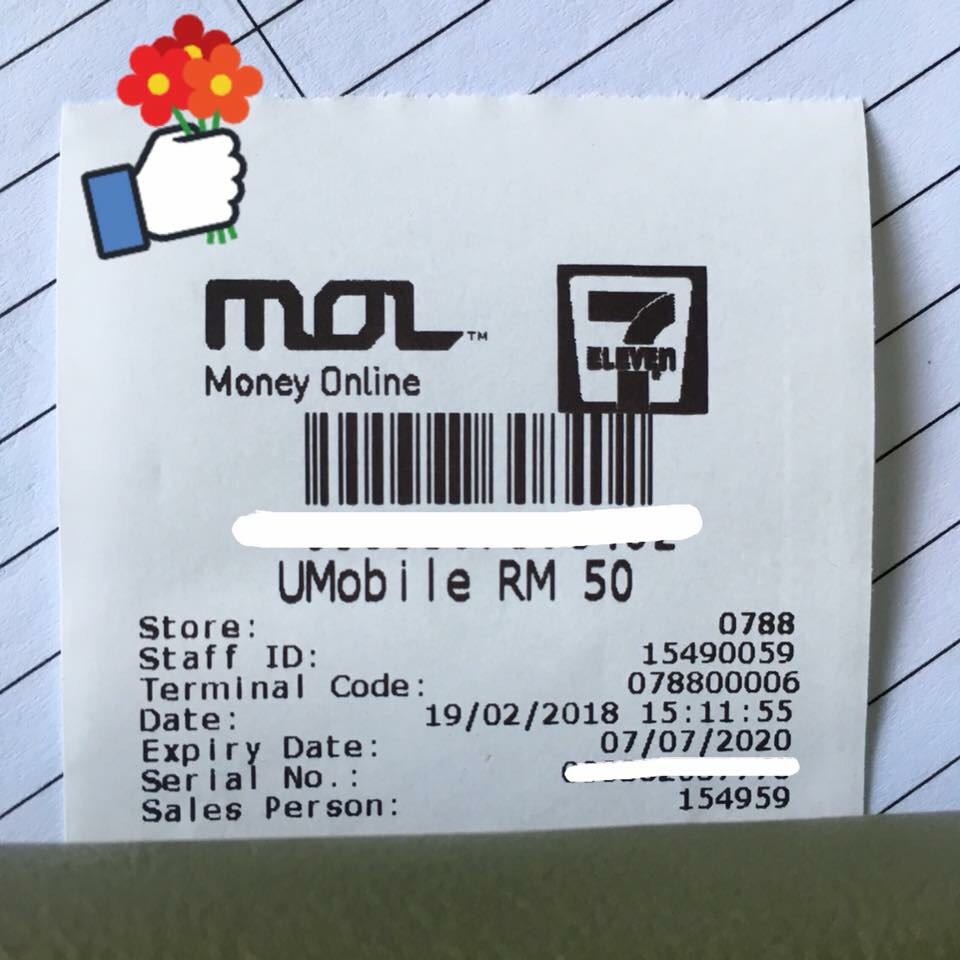 MOL™
Money Online
7
ELEVEN
UMobile RM 50
Store: 0788
Staff ID: 15490059
Terminal Code: 078800006
Date: 19/02/2018 15:11:55
Expiry Date: 07/07/2020
Serial No.:
Sales Person: 154959